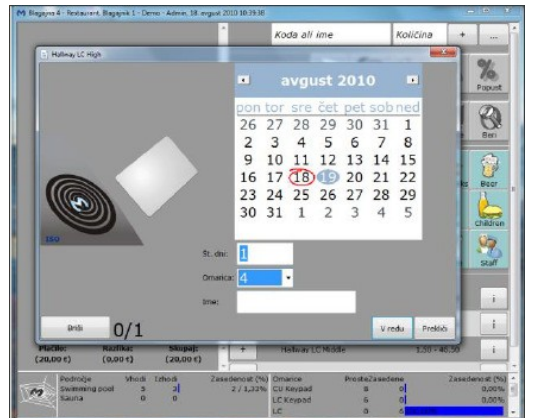 Blagajna 4 - Restaurant, Blagajnik 1 - Demo - Admin, 18. avgust 2010 10:39:38
Koda ali ime
Količina
+
...
Hallway LC High
%
Popust
Beri
avgust 2010
pon tor sre čet pet sob ned
26 27 28 29 30 31 1
2 3 4 5 6 7 8
9 10 11 12 13 14 15
16 17 18 19 20 21 22
23 24 25 26 27 28 29
30 31 1 2 3 4 5
M
ISO
ks
Beer
Children
Staff
Št. dni: 1
Omarica: 4
Ime:
Briši
0/1
V redu
Prekliči
i
i
i
Plačilo: Razlika: Skupaj:
(20,00 €) (0,00 €) (20,00 €)
+
Hallway LC Middle
Področje Vhodi Izhodi Zasedenost (%)
Swimming pool 5 3 2 / 1,33%
Sauna 0 0
Omarice Proste Zasedene Zasedenost (%)
CU Keypad 6 0 0,00%
LC Keypad 6 0 0,00%
LC 0 6